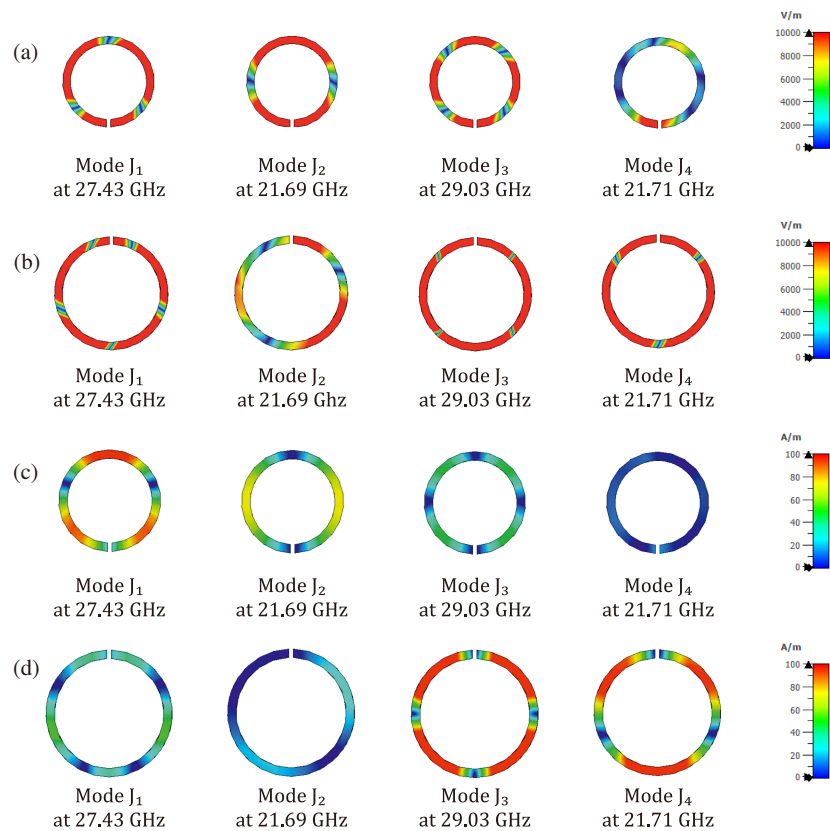 (a)
V/m
10000
8000
6000
4000
2000
0
Mode J1
at 27.43 GHz
Mode J2
at 21.69 GHz
Mode J3
at 29.03 GHz
Mode J4
at 21.71 GHz
(b)
V/m
10000
8000
6000
4000
2000
0
Mode J1
at 27.43 GHz
Mode J2
at 21.69 Ghz
Mode J3
at 29.03 GHz
Mode J4
at 21.71 GHz
(c)
A/m
100
80
60
40
20
0
Mode J1
at 27.43 GHz
Mode J2
at 21.69 GHz
Mode J3
at 29.03 GHz
Mode J4
at 21.71 GHz
(d)
A/m
100
80
60
40
20
0
Mode J1
at 27.43 GHz
Mode J2
at 21.69 GHz
Mode J3
at 29.03 GHz
Mode J4
at 21.71 GHz